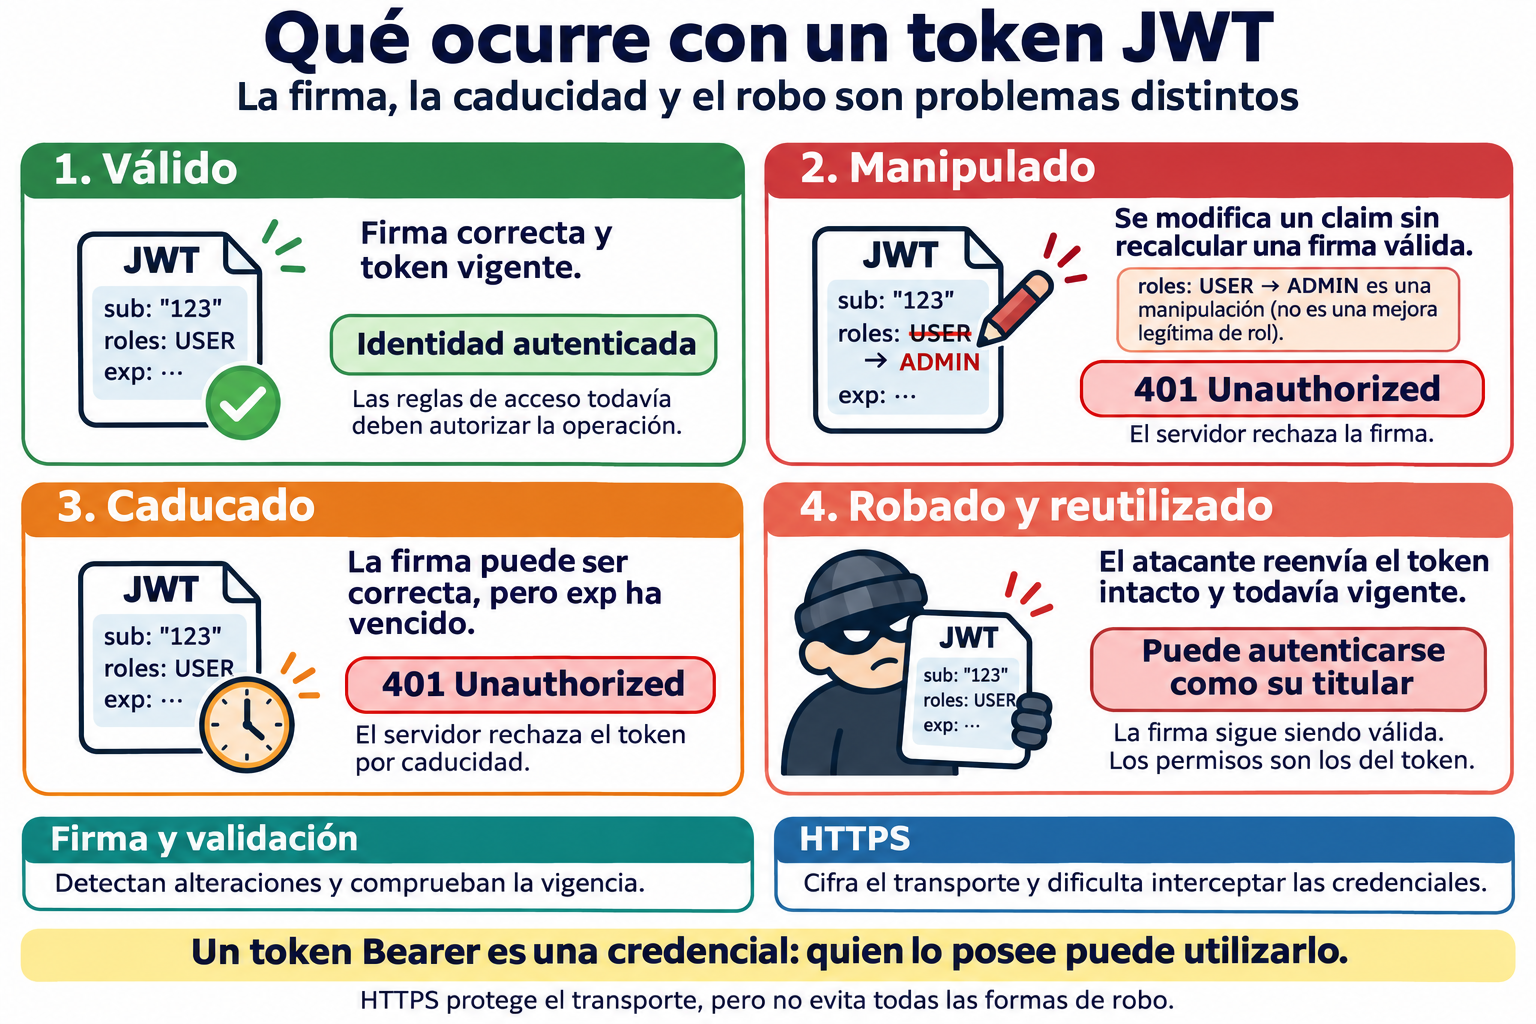 Qué ocurre con un token JWT
La firma, la caducidad y el robo son problemas distintos
1. Válido
JWT
sub: "123"
roles: USER
exp: ...
Firma correcta y
token vigente.
Identidad autenticada
Las reglas de acceso todavía
deben autorizar la operación.
2. Manipulado
JWT
sub: "123"
roles: USER
→ ADMIN
exp: ...
Se modifica un claim sin
recalcular una firma válida.
roles: USER → ADMIN es una
manipulación (no es una mejora
legítima de rol).
401 Unauthorized
El servidor rechaza la firma.
3. Caducado
JWT
sub: "123"
roles: USER
exp: ...
La firma puede ser
correcta, pero exp ha
vencido.
401 Unauthorized
El servidor rechaza el token
por caducidad.
4. Robado y reutilizado
JWT
sub: "123"
roles: USER
exp: ...
El atacante reenvía el token
intacto y todavía vigente.
Puede autenticarse
como su titular
La firma sigue siendo válida.
Los permisos son los del token.
Firma y validación
Detectan alteraciones y comprueban la vigencia.
HTTPS
Cifra el transporte y dificulta interceptar las credenciales.
Un token Bearer es una credencial: quien lo posee puede utilizarlo.
HTTPS protege el transporte, pero no evita todas las formas de robo.